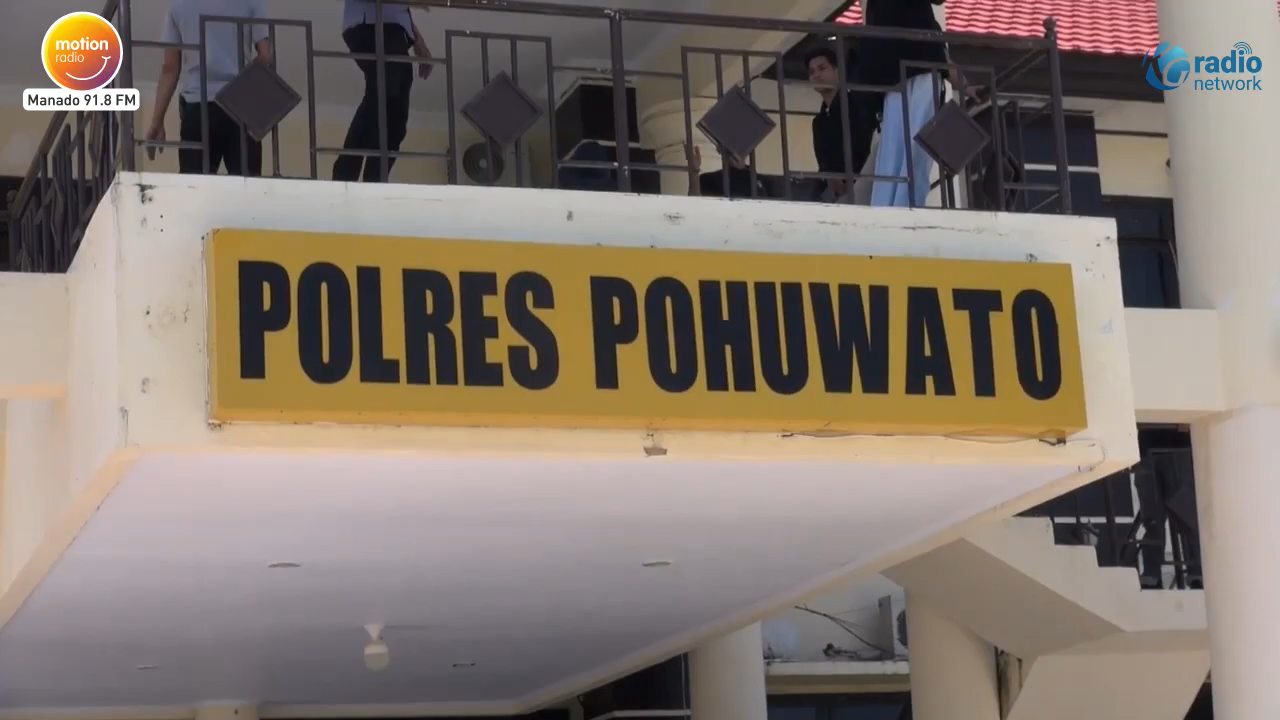 motion
radio
Manado 91.8 FM
radio
network
POLRES POHUWATO